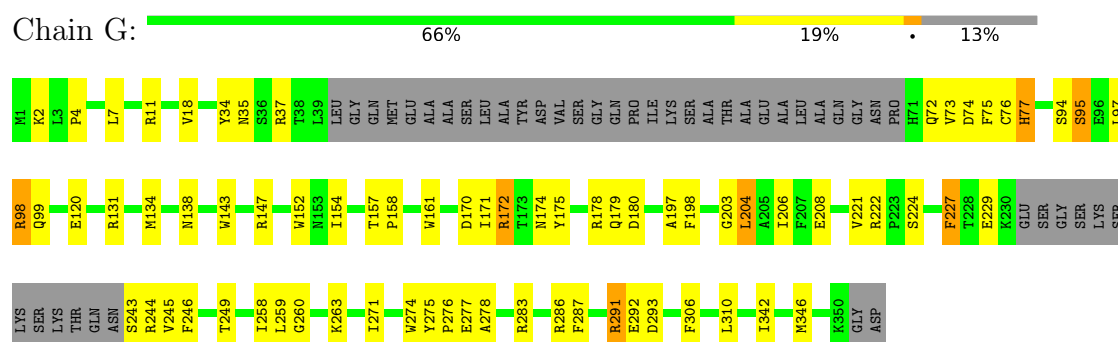 Chain G:
66% 19% • 13%
M1 K2 L3 P4 L7 R11 V18 Y34 N35 S36 R37 T38 L39 LEU GLY GLN MET GLU ALA ALA SER LEU ALA TYR ASP VAL SER GLY GLN PRO ILE LYS SER ALA THR ALA GLU ALA LEU ALA GLN GLY ASN PRO H71 Q72 V73 D74 F75 C76 H77 S94 S95 E96 L97
R98 Q99 E120 R131 M134 N138 W143 R147 W152 N153 I154 T157 P158 W161 D170 I171 R172 T173 N174 Y175 R178 Q179 D180 A197 F198 G203 L204 A205 I206 F207 E208 V221 R222 P223 S224 F227 T228 E229 K230 GLU SER GLY SER LYS SER
LYS SER LYS THR GLN ASN S243 R244 V245 F246 T249 I258 L259 G260 K263 I271 W274 Y275 P276 E277 A278 R283 R286 F287 R291 E292 D293 F306 L310 I342 M346 K350 GLY ASP